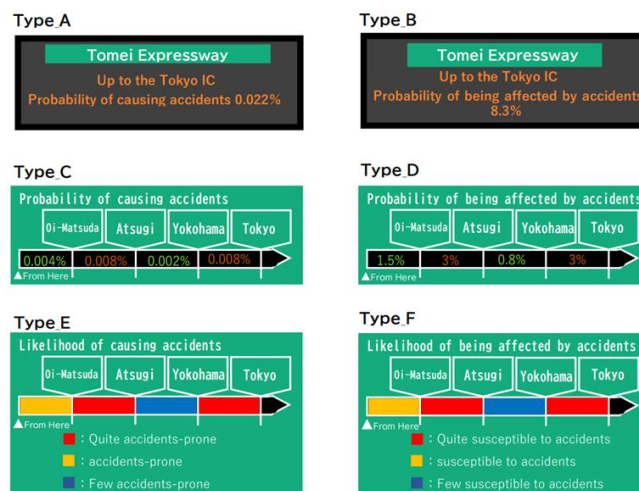 Type_A
Tomei Expressway
Up to the Tokyo IC
Probability of causing accidents 0.022%
Type_B
Tomei Expressway
Up to the Tokyo IC
Probability of being affected by accidents
8.3%
Type_C
Probability of causing accidents
Oi-Matsuda Atsugi Yokohama Tokyo
0.004% 0.008% 0.002% 0.008%
▲From Here
Type_D
Probability of being affected by accidents
Oi-Matsuda Atsugi Yokohama Tokyo
1.5% 3% 0.8% 3%
▲From Here
Type_E
Likelihood of causing accidents
Oi-Matsuda Atsugi Yokohama Tokyo
▲From Here
: Quite accidents-prone
: accidents-prone
: Few accidents-prone
Type_F
Likelihood of being affected by accidents
Oi-Matsuda Atsugi Yokohama Tokyo
▲From Here
: Quite susceptible to accidents
: susceptible to accidents
: Few susceptible to accidents